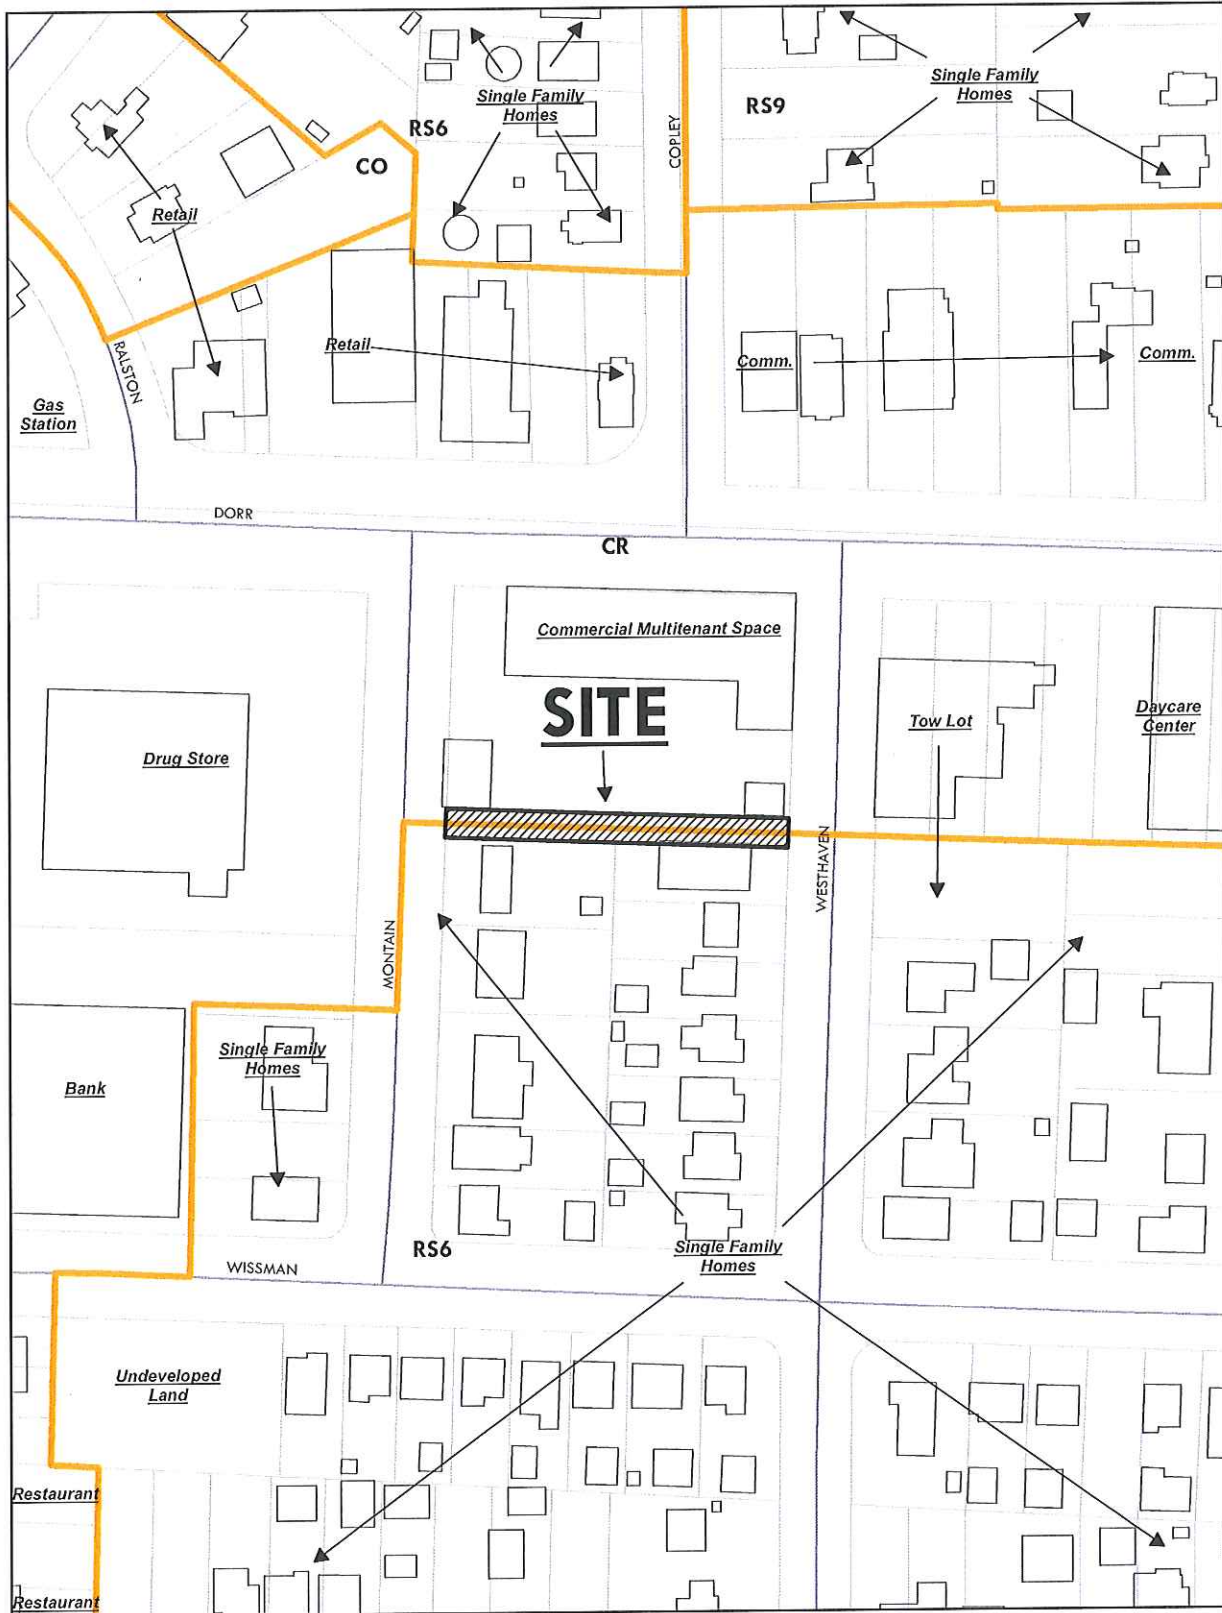 Single Family
Homes
Single Family
Homes
RS6
RS9
COPLEY
CO
Retail
RALSTON
Retail
Comm.
Comm.
Gas
Station
DORR
CR
Commercial Multitenant Space
SITE
Drug Store
Tow Lot
Daycare
Center
WESTHAVEN
MONTAIN
Single Family
Homes
Bank
RS6
Single Family
Homes
WISSMAN
Undeveloped
Land
Restaurant
Restaurant